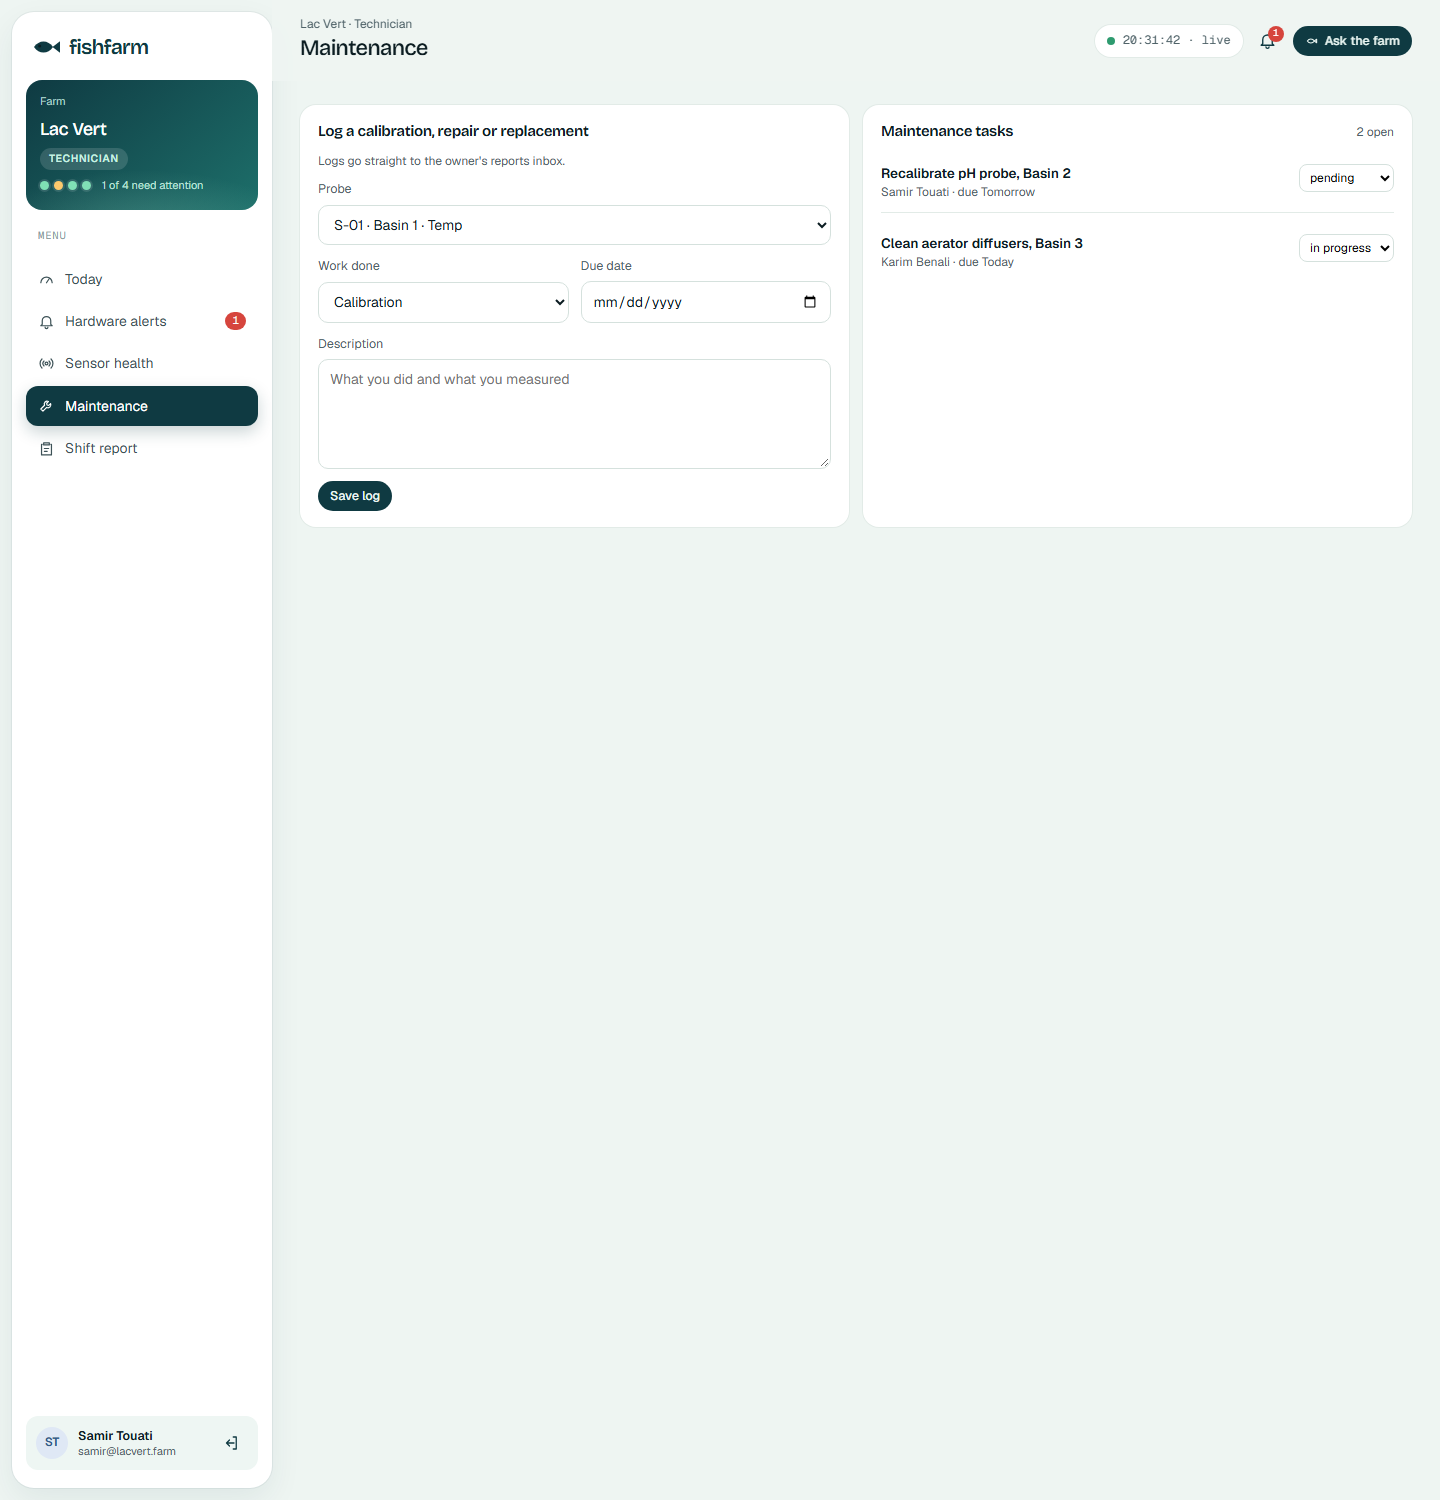 fishfarm
Farm
Lac Vert
TECHNICIAN
1 of 4 need attention
MENU
Today
Hardware alerts 1
Sensor health
Maintenance
Shift report
Samir Touati
samir@lacvert.farm
ST
Lac Vert · Technician
Maintenance
20:31:42 · live
1
Ask the farm
Log a calibration, repair or replacement
Logs go straight to the owner's reports inbox.
Probe
S-01 · Basin 1 · Temp
Work done Due date
Calibration mm/dd/yyyy
Description
What you did and what you measured
Save log
Maintenance tasks 2 open
Recalibrate pH probe, Basin 2
Samir Touati · due Tomorrow
pending
Clean aerator diffusers, Basin 3
Karim Benali · due Today
in progress